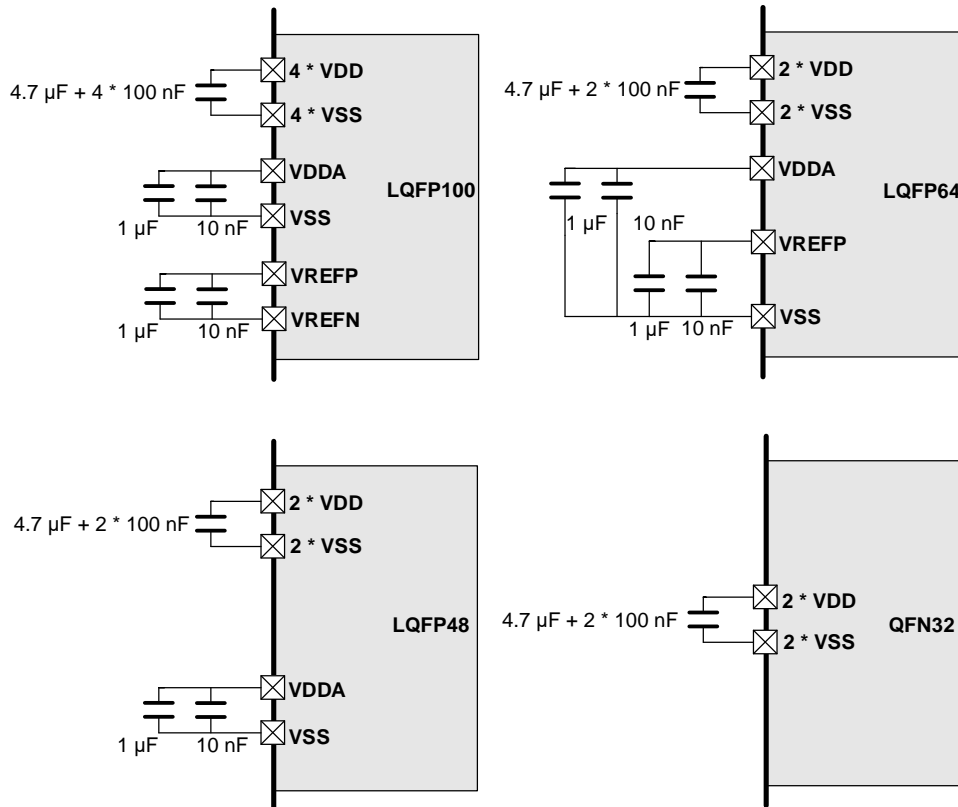 4 * VDD
4.7 µF + 4 * 100 nF
4 * VSS
VDDA
LQFP100
VSS
1 µF 10 nF
VREFP
VREFN
1 µF 10 nF
2 * VDD
4.7 µF + 2 * 100 nF
2 * VSS
VDDA
LQFP64
1 µF 10 nF
VREFP
VSS
1 µF 10 nF
2 * VDD
4.7 µF + 2 * 100 nF
2 * VSS
LQFP48
VDDA
VSS
1 µF 10 nF
2 * VDD
4.7 µF + 2 * 100 nF
2 * VSS
QFN32